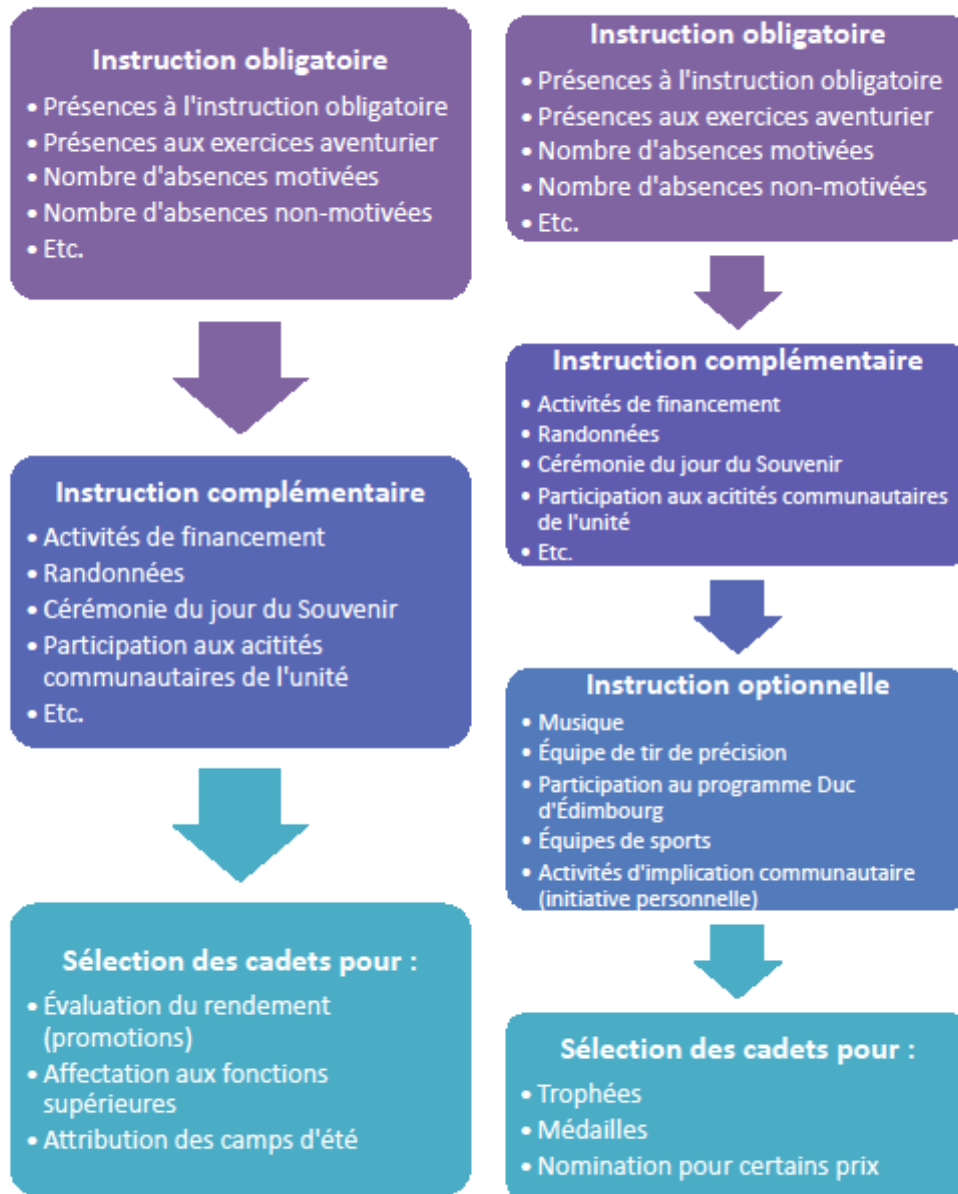 Instruction obligatoire
• Présences à l'instruction obligatoire
• Présences aux exercices aventurier
• Nombre d'absences motivées
• Nombre d'absences non-motivées
• Etc.
Instruction complémentaire
• Activités de financement
• Randonnées
• Cérémonie du jour du Souvenir
• Participation aux acitités
communautaires de l'unité
• Etc.
Sélection des cadets pour :
• Évaluation du rendement
(promotions)
• Affectation aux fonctions
supérieures
• Attribution des camps d'été
Instruction obligatoire
• Présences à l'instruction obligatoire
• Présences aux exercices aventurier
• Nombre d'absences motivées
• Nombre d'absences non-motivées
• Etc.
Instruction complémentaire
• Activités de financement
• Randonnées
• Cérémonie du jour du Souvenir
• Participation aux acitités communautaires
de l'unité
• Etc.
Instruction optionnelle
• Musique
• Équipe de tir de précision
• Participation au programme Duc
d'Édimbourg
• Équipes de sports
• Activités d'implication communautaire
(initiative personnelle)
Sélection des cadets pour :
• Trophées
• Médailles
• Nomination pour certains prix